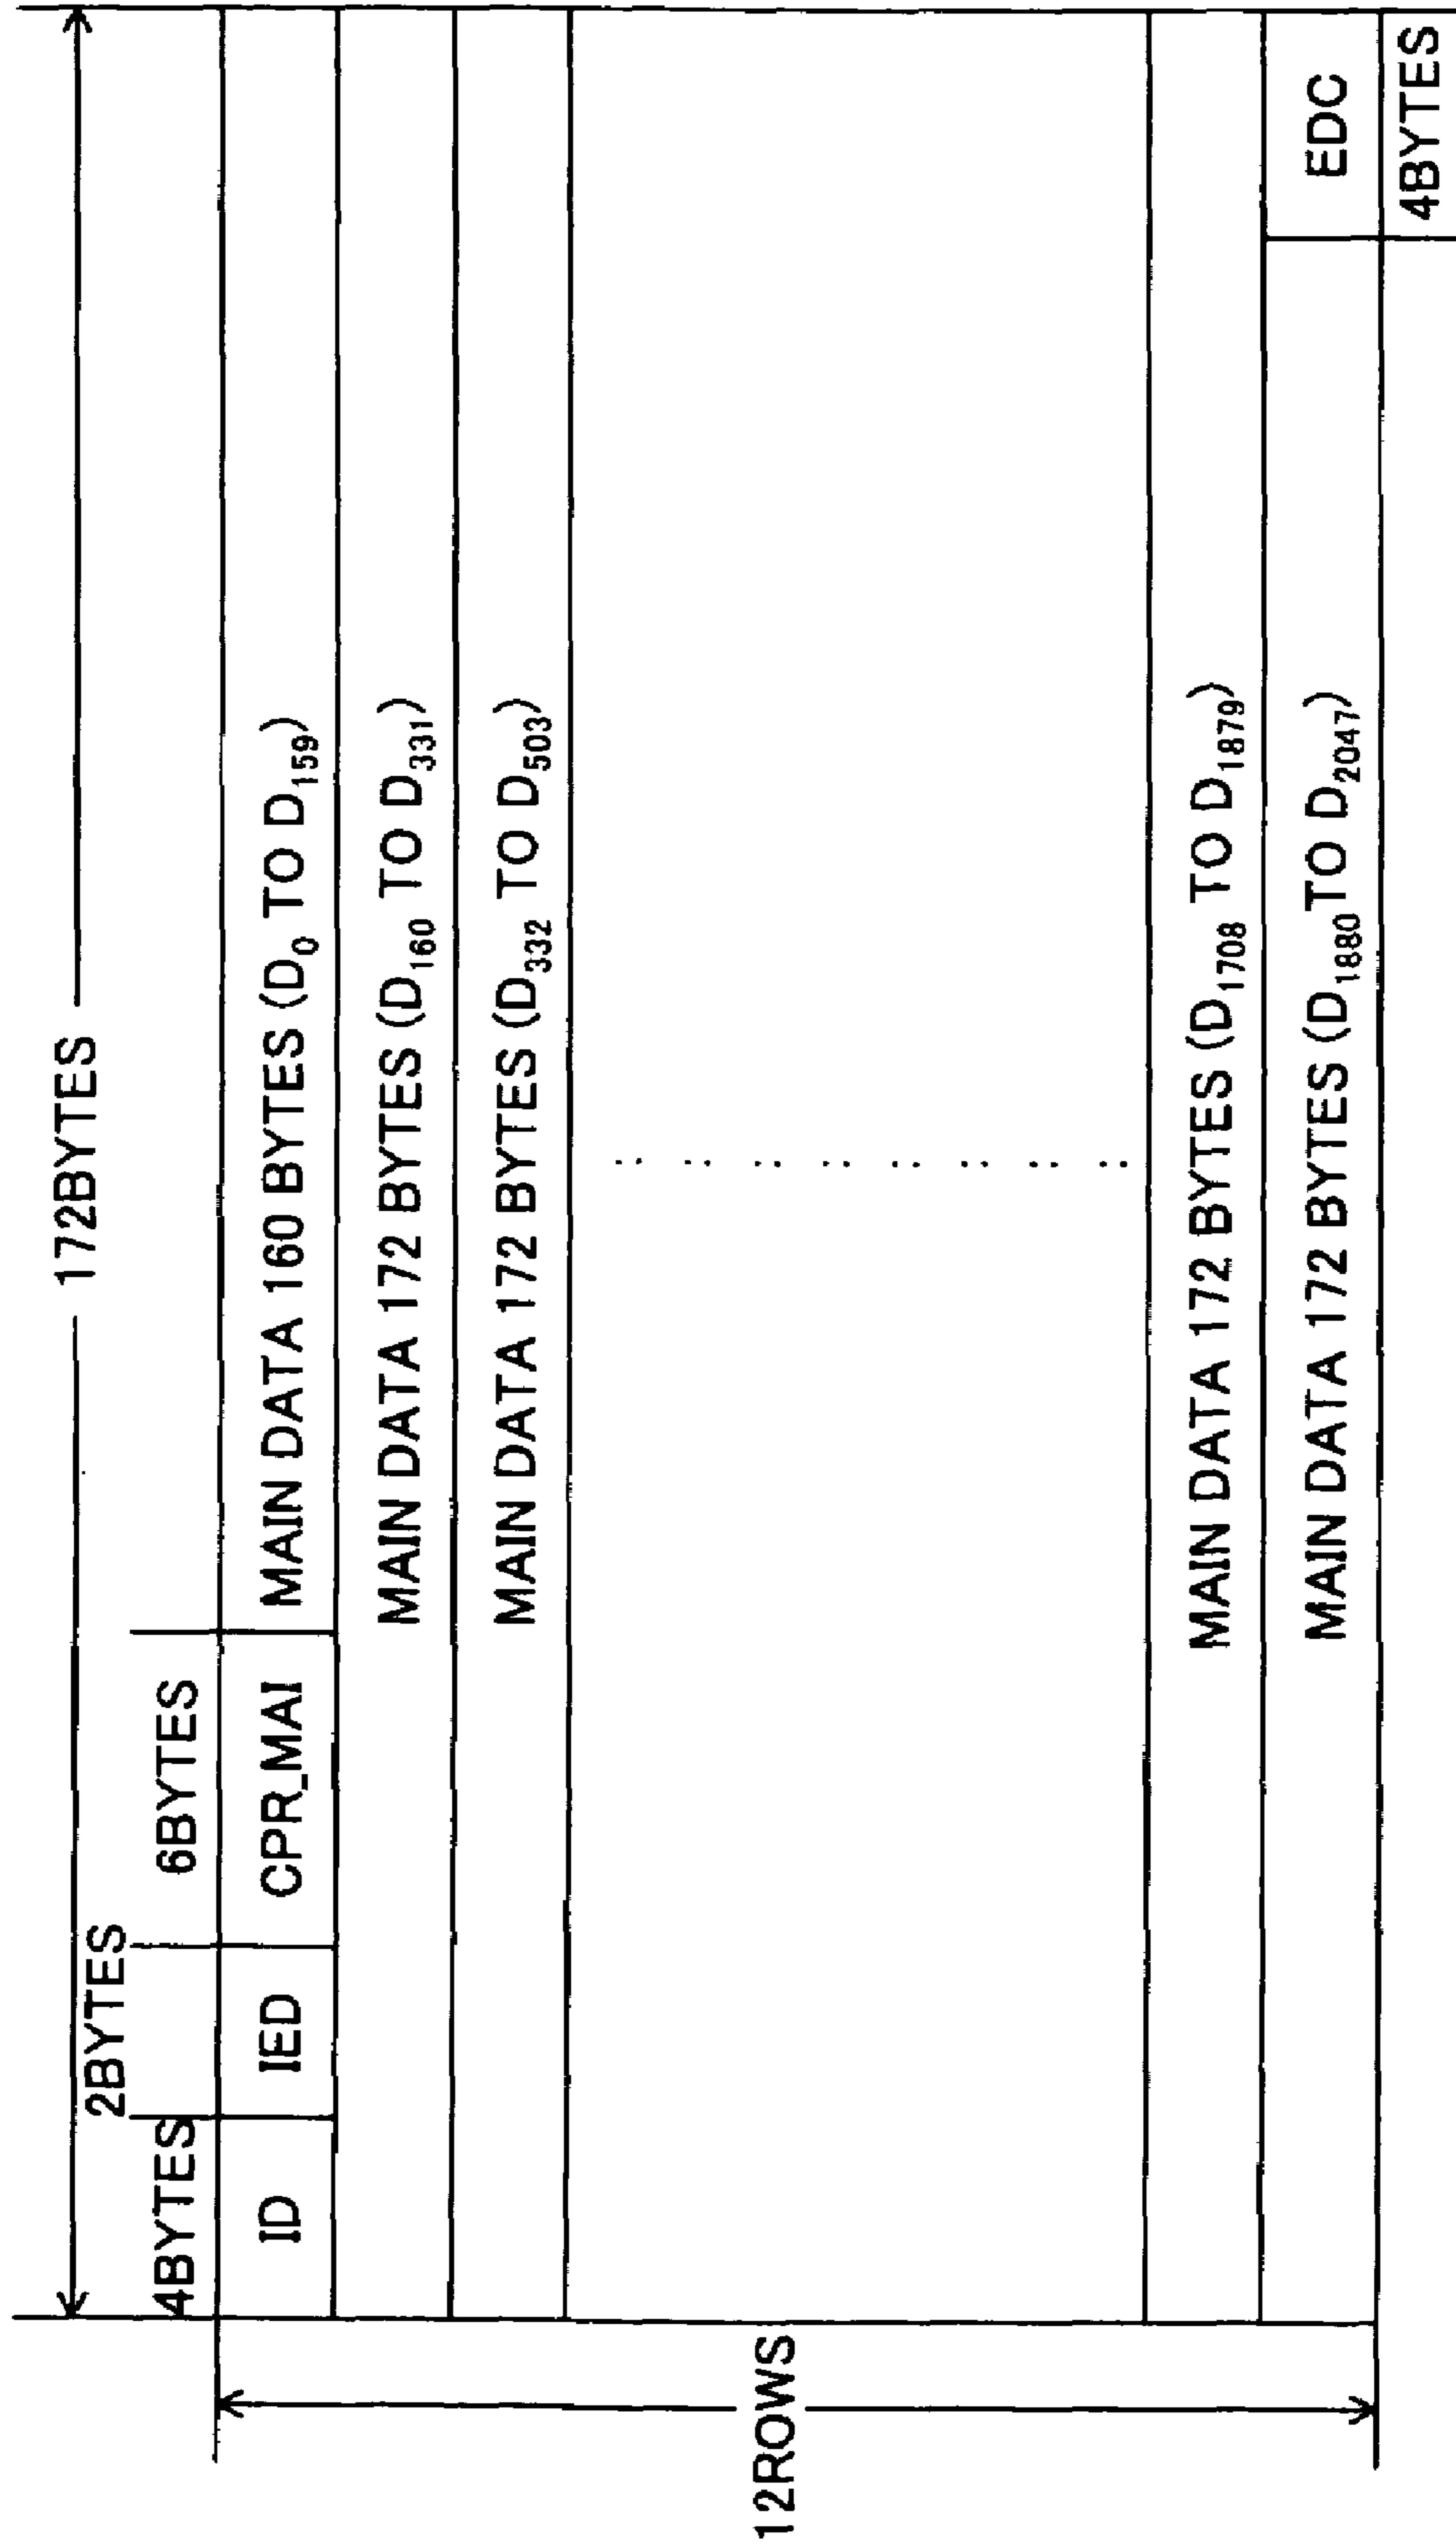 172BYTES
4BYTES 2BYTES 6BYTES
ID IED CPR_MAI MAIN DATA 160 BYTES (D0 TO D159)
MAIN DATA 172 BYTES (D160 TO D331)
MAIN DATA 172 BYTES (D332 TO D503)
12ROWS
MAIN DATA 172 BYTES (D1708 TO D1879)
MAIN DATA 172 BYTES (D1880 TO D2047) EDC
4BYTES